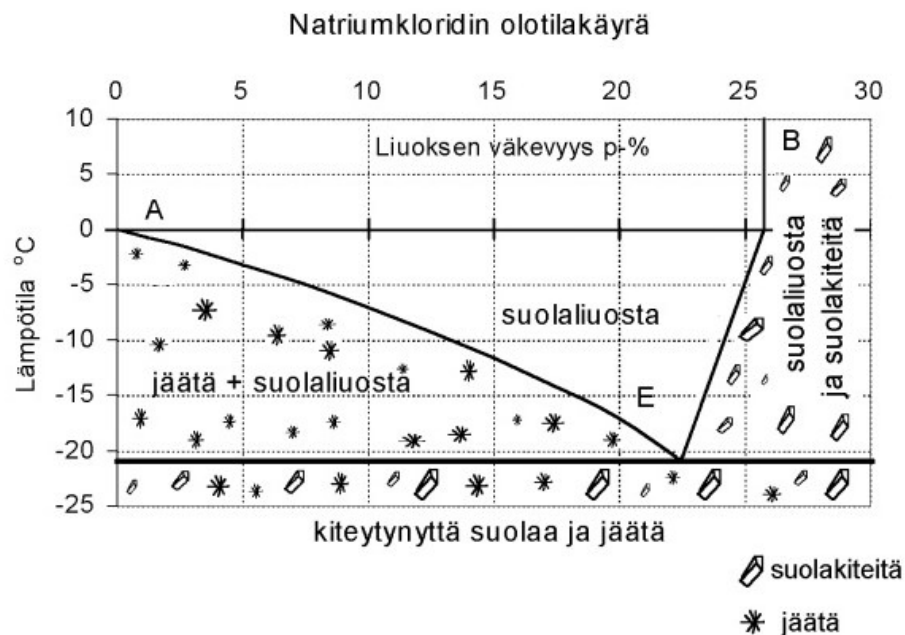 Natriumkloridin olotilakäyrä
0 5 10 15 20 25 30
Liuoksen väkevyys p-%
B
A
E
10
5
0
-5
-10
-15
-20
-25
Lämpötila °C
suolaliuosta
jäätä + suolaliuosta
suolaliuosta
ja suolakiteitä
kiteytynyttä suolaa ja jäätä
suolakiteitä
jäätä